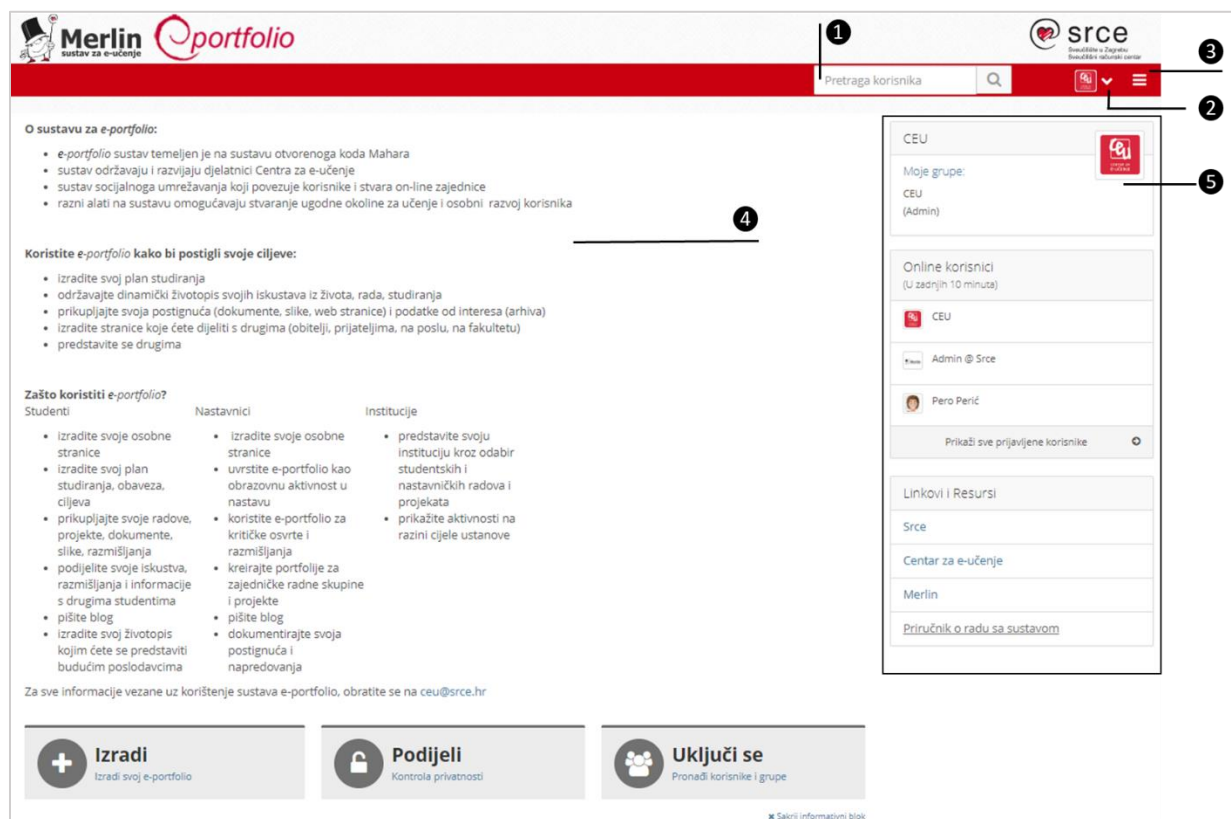 Merlin
sustav za e-učenje
eportfolio
srce
Sveučilište u Zagrebu
Sveučilišni računski centar
1
2
3
Pretraga korisnika
O sustavu za e-portfolio:
• e-portfolio sustav temeljen je na sustavu otvorenoga koda Mahara
• sustav održavaju i razvijaju djelatnici Centra za e-učenje
• sustav socijalnoga umrežavanja koji povezuje korisnike i stvara on-line zajednice
• razni alati na sustavu omogućavaju stvaranje ugodne okoline za učenje i osobni razvoj korisnika
4
Koristite e-portfolio kako bi postigli svoje ciljeve:
• izradite svoj plan studiranja
• održavajte dinamički životopis svojih iskustava iz života, rada, studiranja
• prikupljajte svoja postignuća (dokumente, slike, web stranice) i podatke od interesa (arhiva)
• izradite stranice koje ćete dijeliti s drugima (obitelji, prijateljima, na poslu, na fakultetu)
• predstavite se drugima
Zašto koristiti e-portfolio?
Studenti
• izradite svoje osobne
stranice
• izradite svoj plan
studiranja, obaveza,
ciljeva
• prikupljajte svoje radove,
projekte, dokumente,
slike, razmišljanja
• podijelite svoje iskustva,
razmišljanja i informacije
s drugima studentima
• pišite blog
• izradite svoj životopis
kojim ćete se predstaviti
budućim poslodavcima
Nastavnici
• izradite svoje osobne
stranice
• uvrstite e-portfolio kao
obrazovnu aktivnost u
nastavu
• koristite e-portfolio za
kritičke osvrte i
razmišljanja
• kreirajte portfolije za
zajedničke radne skupine
i projekte
• pišite blog
• dokumentirajte svoja
postignuća i
napredovanja
Institucije
• predstavite svoju
instituciju kroz odabir
studentskih i
nastavničkih radova i
projekata
• prikažite aktivnosti na
razini cijele ustanove
Za sve informacije vezane uz korištenje sustava e-portfolio, obratite se na ceu@srce.hr
Izradi
Izradi svoj e-portfolio
Podijeli
Kontrola privatnosti
Uključi se
Pronađi korisnike i grupe
✖ Sakrij informativni blok
CEU
ceu
Moje grupe:
CEU
(Admin)
5
Online korisnici
(U zadnjih 10 minuta)
CEU
Admin @ Srce
Pero Perić
Prikaži sve prijavljene korisnike
Linkovi i Resursi
Srce
Centar za e-učenje
Merlin
Priručnik o radu sa sustavom